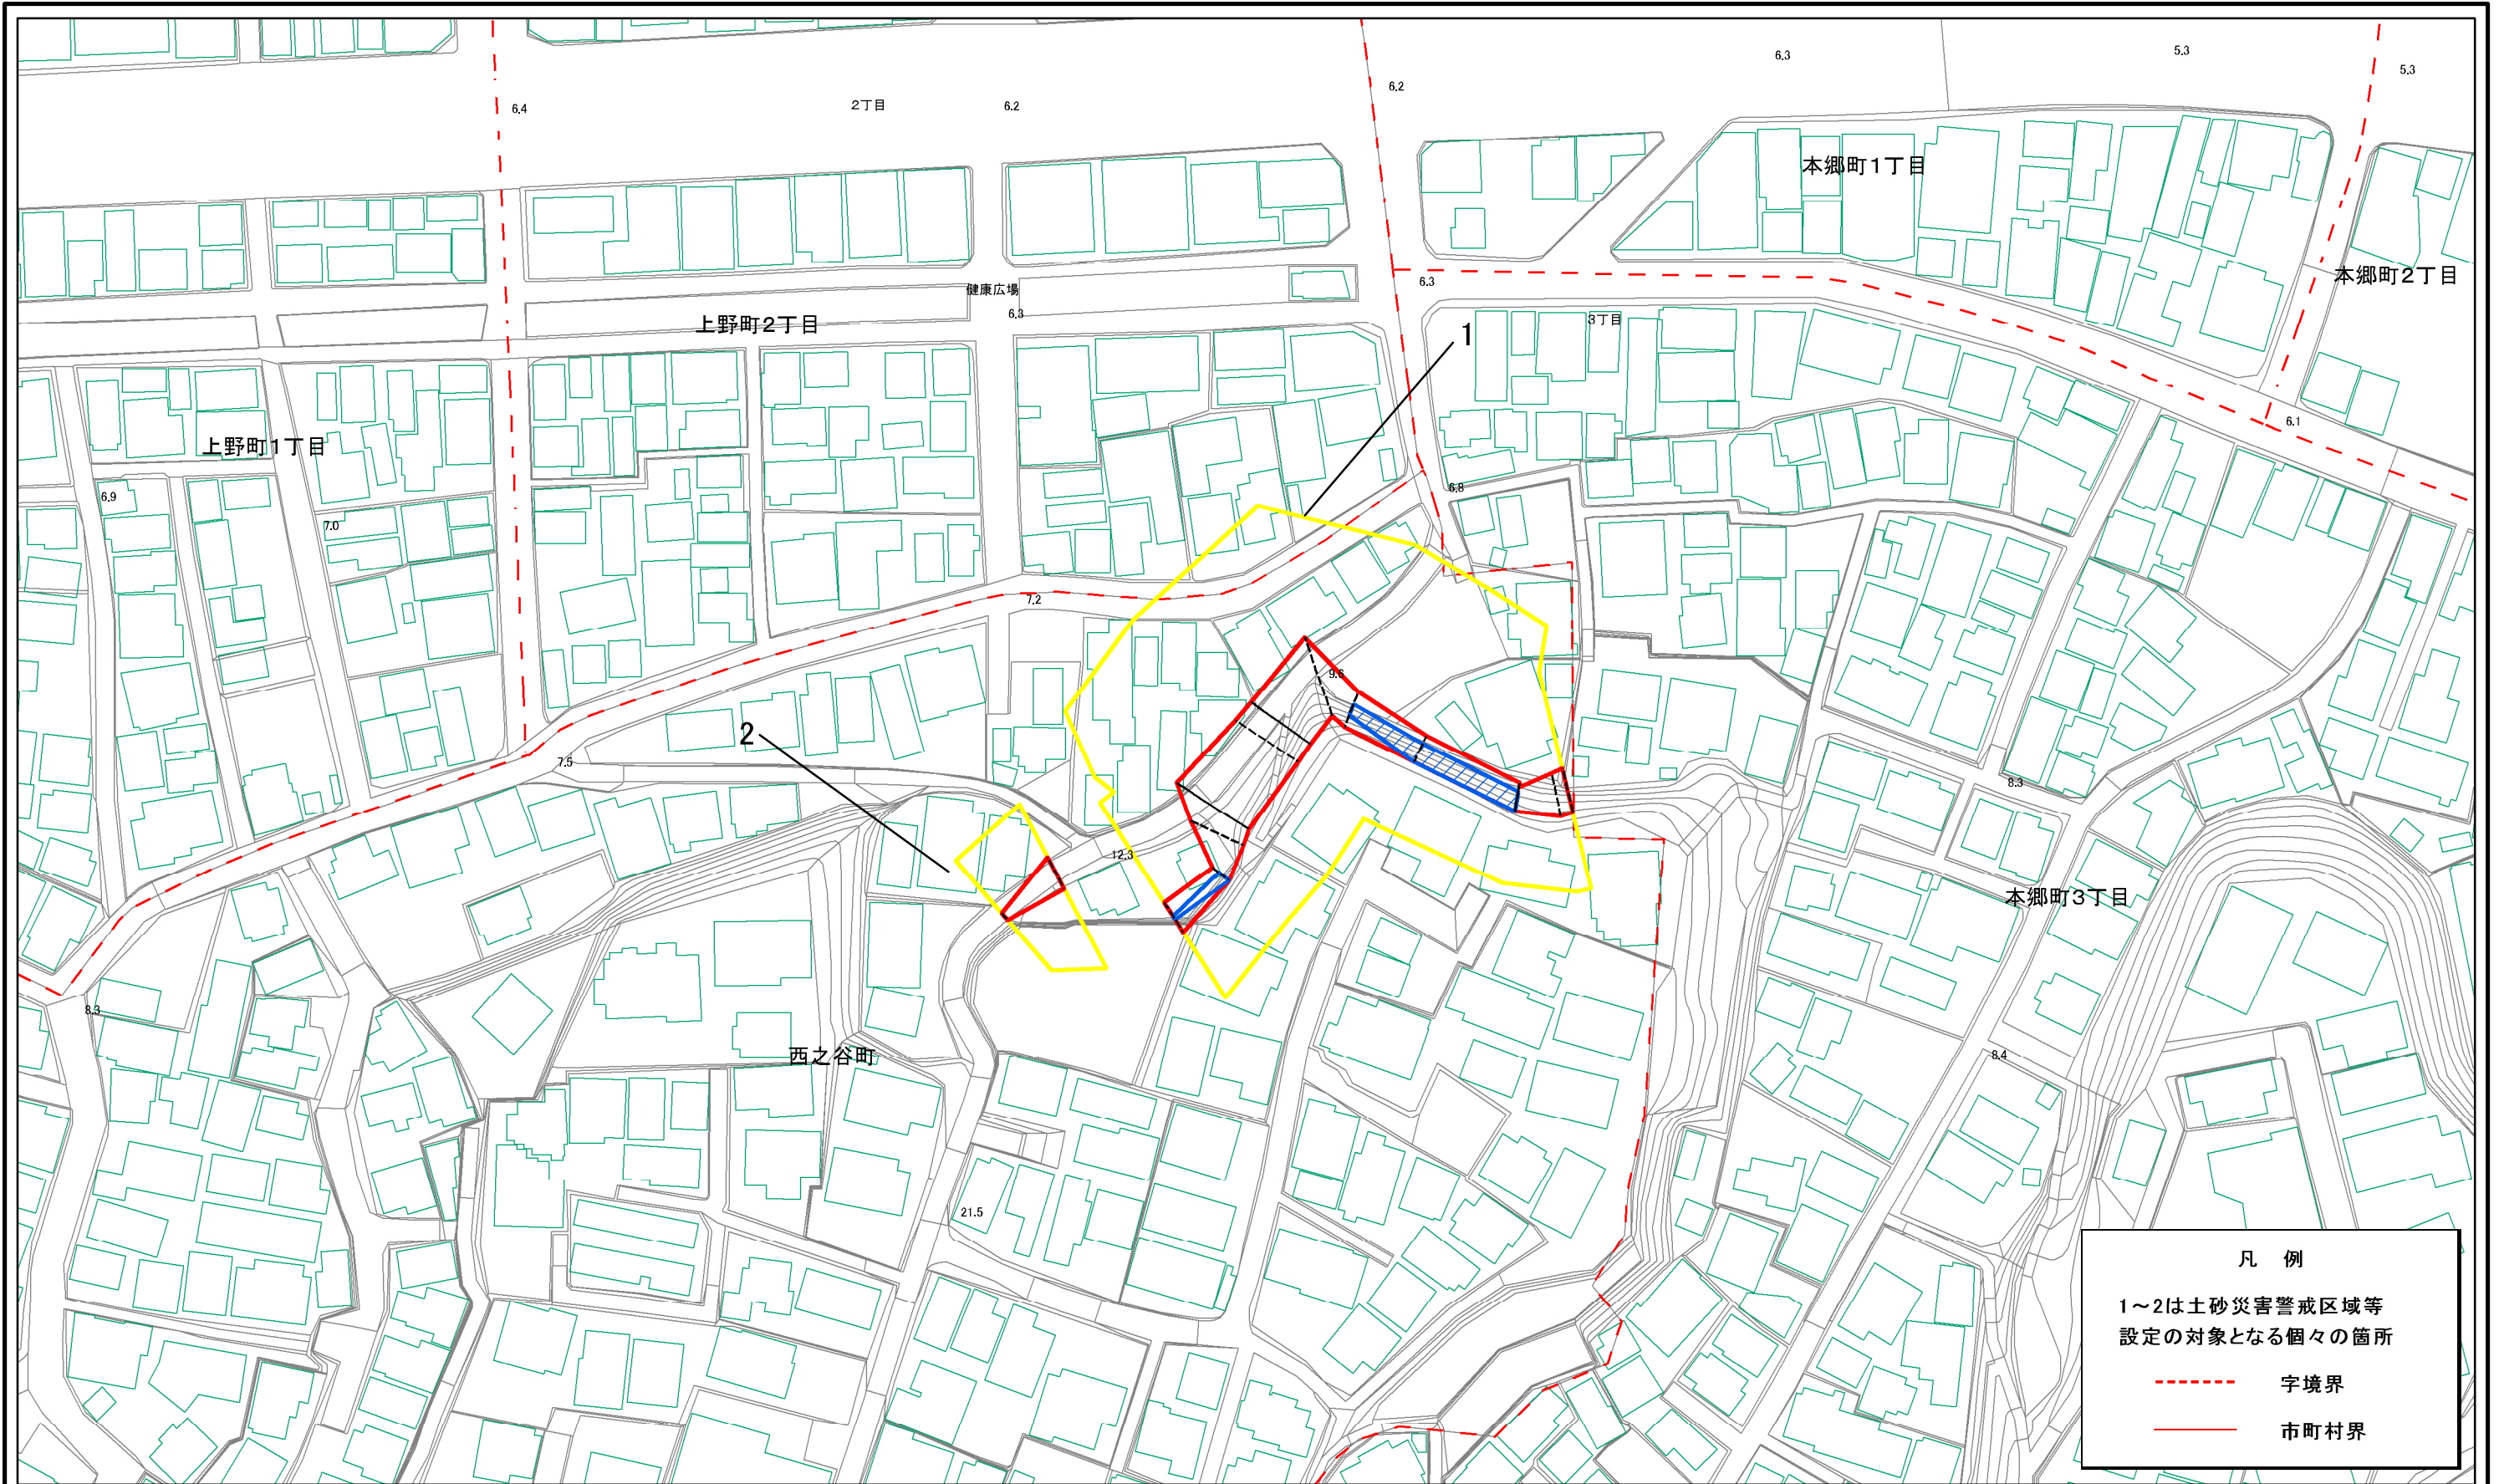 6.3
5.3
5.3
6.2
6.4
2丁目
6.2
本郷町1丁目
本郷町2丁目
6.3
健康広場
6.3
上野町2丁目
3丁目
1
6.1
上野町1丁目
6.8
6.9
7.0
7.2
9.6
2
7.5
8.3
12.3
本郷町3丁目
8.3
西之谷町
8.4
21.5
凡 例
1～2は土砂災害警戒区域等
設定の対象となる個々の箇所
字境界
市町村界